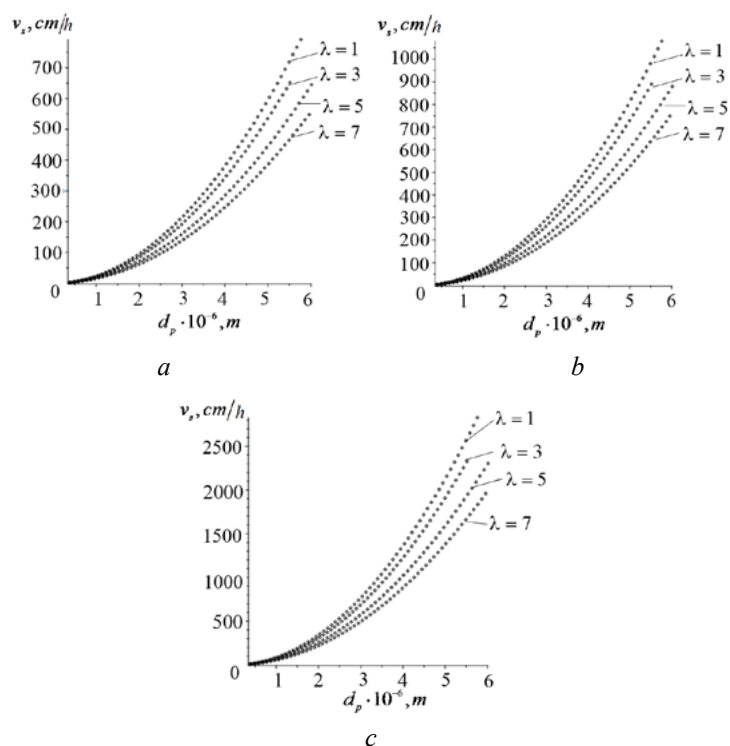 v_s, cm/h
700
600
500
400
300
200
100
0
1 2 3 4 5 6
d_p · 10⁻⁶, m
λ = 1
λ = 3
λ = 5
λ = 7
a
v_s, cm/h
1000
900
800
700
600
500
400
300
200
100
0
1 2 3 4 5 6
d_p · 10⁻⁶, m
λ = 1
λ = 3
λ = 5
λ = 7
b
v_s, cm/h
2500
2000
1500
1000
500
0
1 2 3 4 5 6
d_p · 10⁻⁶, m
λ = 1
λ = 3
λ = 5
λ = 7
c